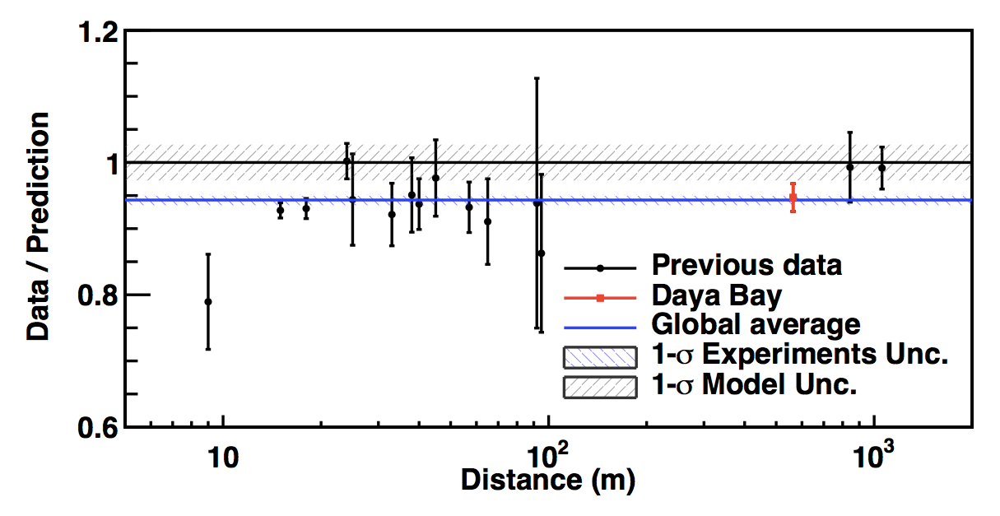 1.2
1
0.8
0.6
Data / Prediction
Previous data
Daya Bay
Global average
1-σ Experiments Unc.
1-σ Model Unc.
10 10² 10³
Distance (m)